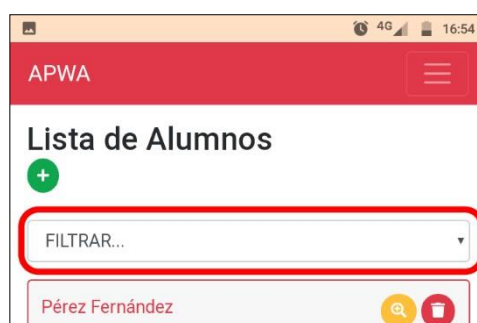 4G 16:54
APWA
Lista de Alumnos
FILTRAR...
Pérez Fernández